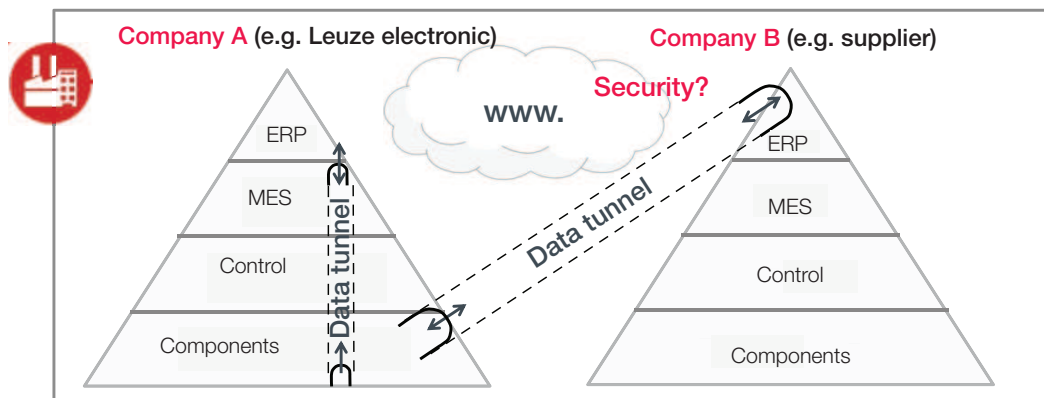 Company A (e.g. Leuze electronic)
Company B (e.g. supplier)
Security?
www.
ERP
MES
Control
Components
Data tunnel
Data tunnel
ERP
MES
Control
Components